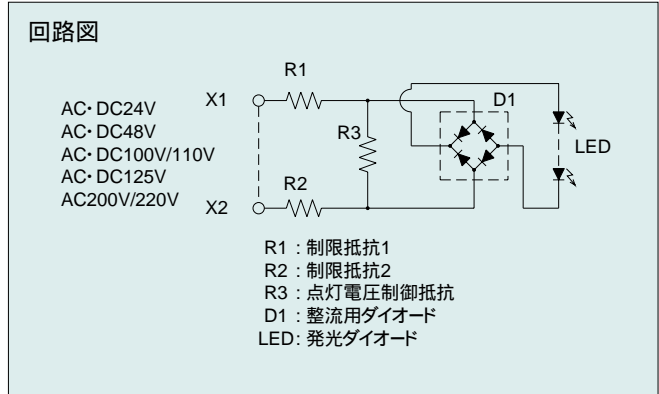 回路図
R1
AC・DC24V
X1
D1
AC・DC48V
R3
AC・DC100V/110V
LED
AC・DC125V
R2
AC200V/220V
X2
R1 : 制限抵抗1
R2 : 制限抵抗2
R3 : 点灯電圧制御抵抗
D1 : 整流用ダイオード
LED: 発光ダイオード